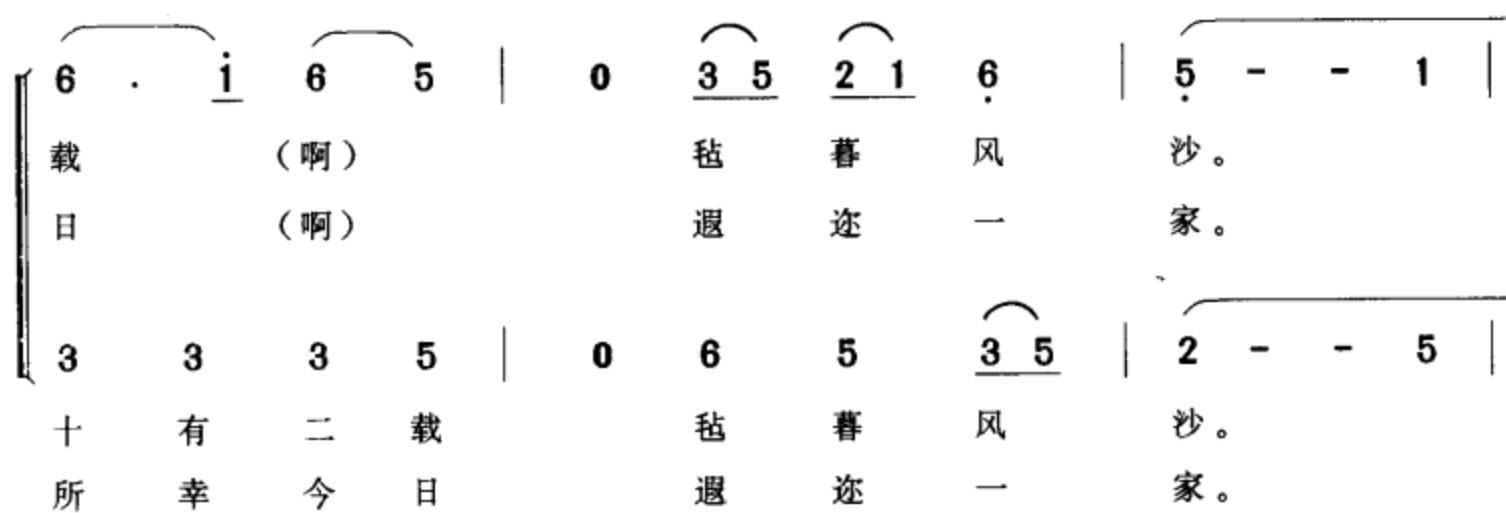 6 · 1 6 5 | 0 3 5 2 1 6 | 5 - - 1 |
载 （啊） 毡 暮 风 沙。
日 （啊） 遐 迩 一 家。
3 3 3 5 | 0 6 5 3 5 | 2 - - 5 |
十 有 二 载 毡 暮 风 沙。
所 幸 今 日 遐 迩 一 家。